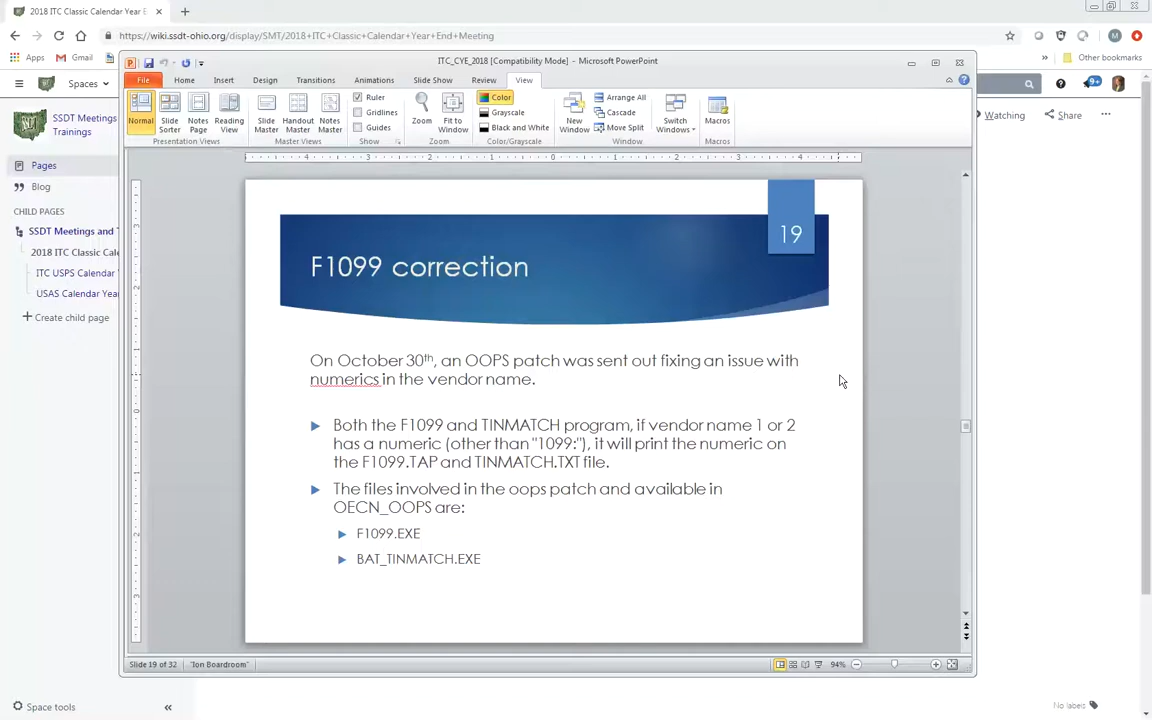 2018 ITC Classic Calendar Year E
https://wiki.ssdt-ohio.org/display/SMT/2018+ITC+Classic+Calendar+Year+End+Meeting
M
Apps
Gmail
Other bookmarks
ITC_CYE_2018 [Compatibility Mode] - Microsoft PowerPoint
File
Home
Insert
Design
Transitions
Animations
Slide Show
Review
View
Normal
Slide Sorter
Notes Page
Reading View
Slide Master
Handout Master
Notes Master
Ruler
Gridlines
Guides
Zoom
Fit to Window
Color
Grayscale
Black and White
New Window
Arrange All
Cascade
Move Split
Switch Windows
Macros
Presentation Views
Master Views
Show
Zoom
Color/Grayscale
Window
Macros
Spaces
9+
SSDT Meetings
Trainings
Watching
Share
Pages
Blog
CHILD PAGES
SSDT Meetings and T
2018 ITC Classic Cale
ITC USPS Calendar Y
USAS Calendar Year
Create child page
19
F1099 correction
On October 30th, an OOPS patch was sent out fixing an issue with
numerics in the vendor name.
Both the F1099 and TINMATCH program, if vendor name 1 or 2
has a numeric (other than "1099:"), it will print the numeric on
the F1099.TAP and TINMATCH.TXT file.
The files involved in the oops patch and available in
OECN_OOPS are:
F1099.EXE
BAT_TINMATCH.EXE
Slide 19 of 32
"Ion Boardroom"
94%
Space tools
No labels